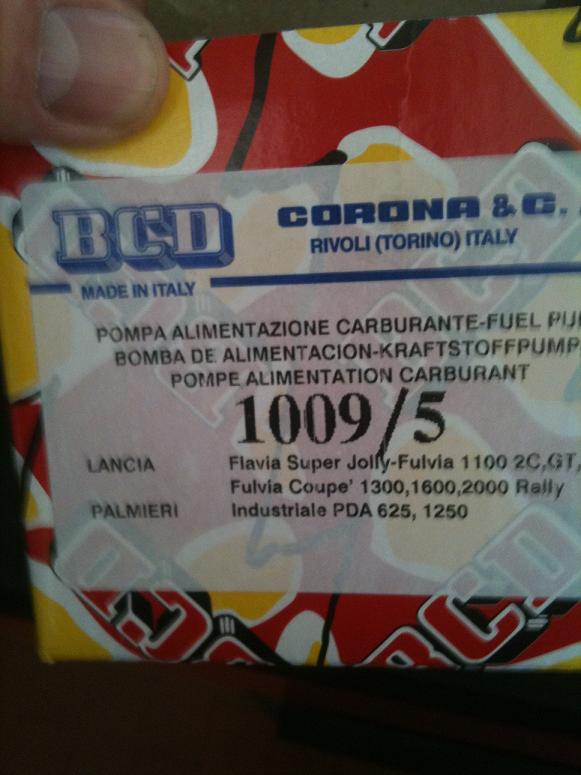 BCD
CORONA & C.
RIVOLI (TORINO) ITALY
MADE IN ITALY
POMPA ALIMENTAZIONE CARBURANTE-FUEL PU
BOMBA DE ALIMENTACION-KRAFTSTOFFPUMP
POMPE ALIMENTATION CARBURANT
1009/5
LANCIA Flavia Super Jolly-Fulvia 1100 2C,GT,
Fulvia Coupe' 1300,1600,2000 Rally
PALMIERI Industriale PDA 625, 1250
BCD